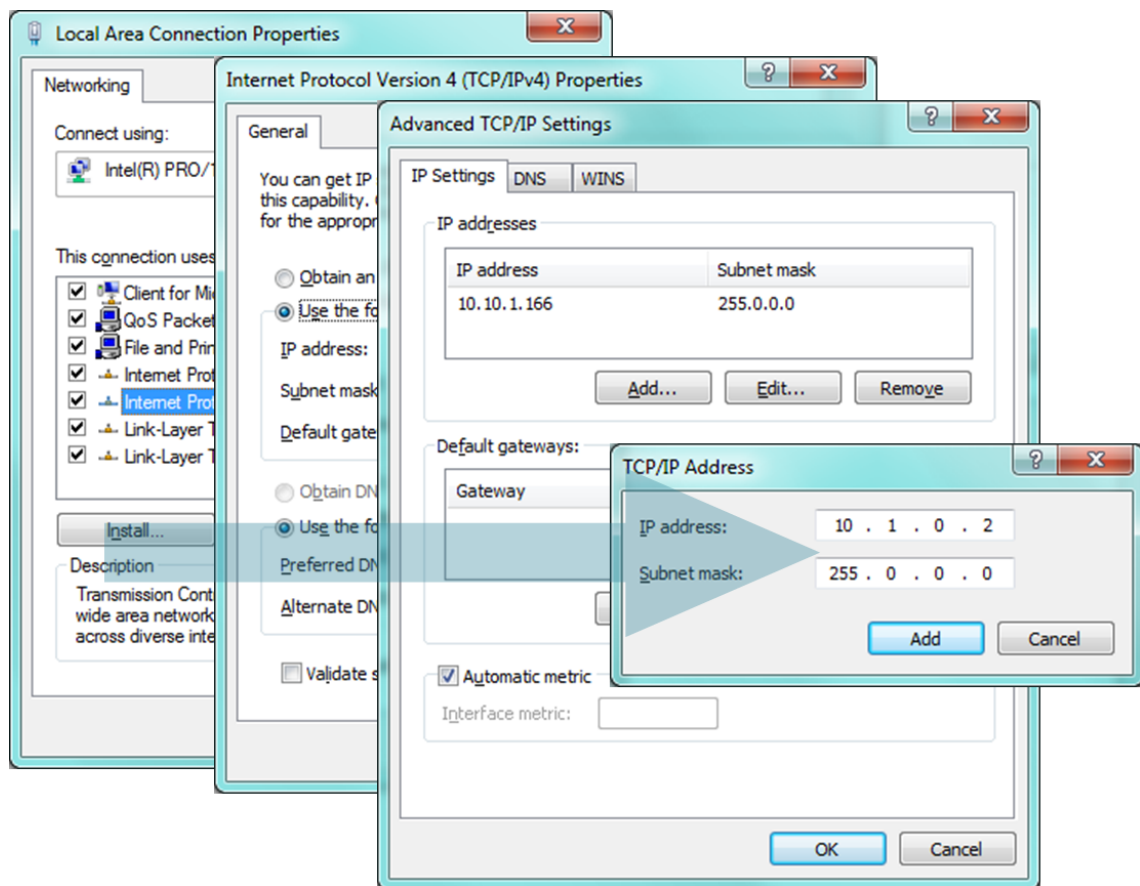 Local Area Connection Properties
Networking
Connect using:
Intel(R) PRO/1
This connection uses
Client for Mi
QoS Packet
File and Prin
Internet Prot
Internet Prot
Link-Layer T
Link-Layer T
Install...
Description
Transmission Cont
wide area network
across diverse inte
Internet Protocol Version 4 (TCP/IPv4) Properties
General
You can get IP
this capability.
for the appropr
Obtain an
Use the fo
IP address:
Subnet mask
Default gate
Obtain DN
Use the fo
Preferred DN
Alternate DN
Validate s
Advanced TCP/IP Settings
IP Settings DNS WINS
IP addresses
IP address Subnet mask
10.10.1.166 255.0.0.0
Add... Edit... Remove
Default gateways:
Gateway
Automatic metric
Interface metric:
OK Cancel
TCP/IP Address
IP address: 10 . 1 . 0 . 2
Subnet mask: 255 . 0 . 0 . 0
Add Cancel